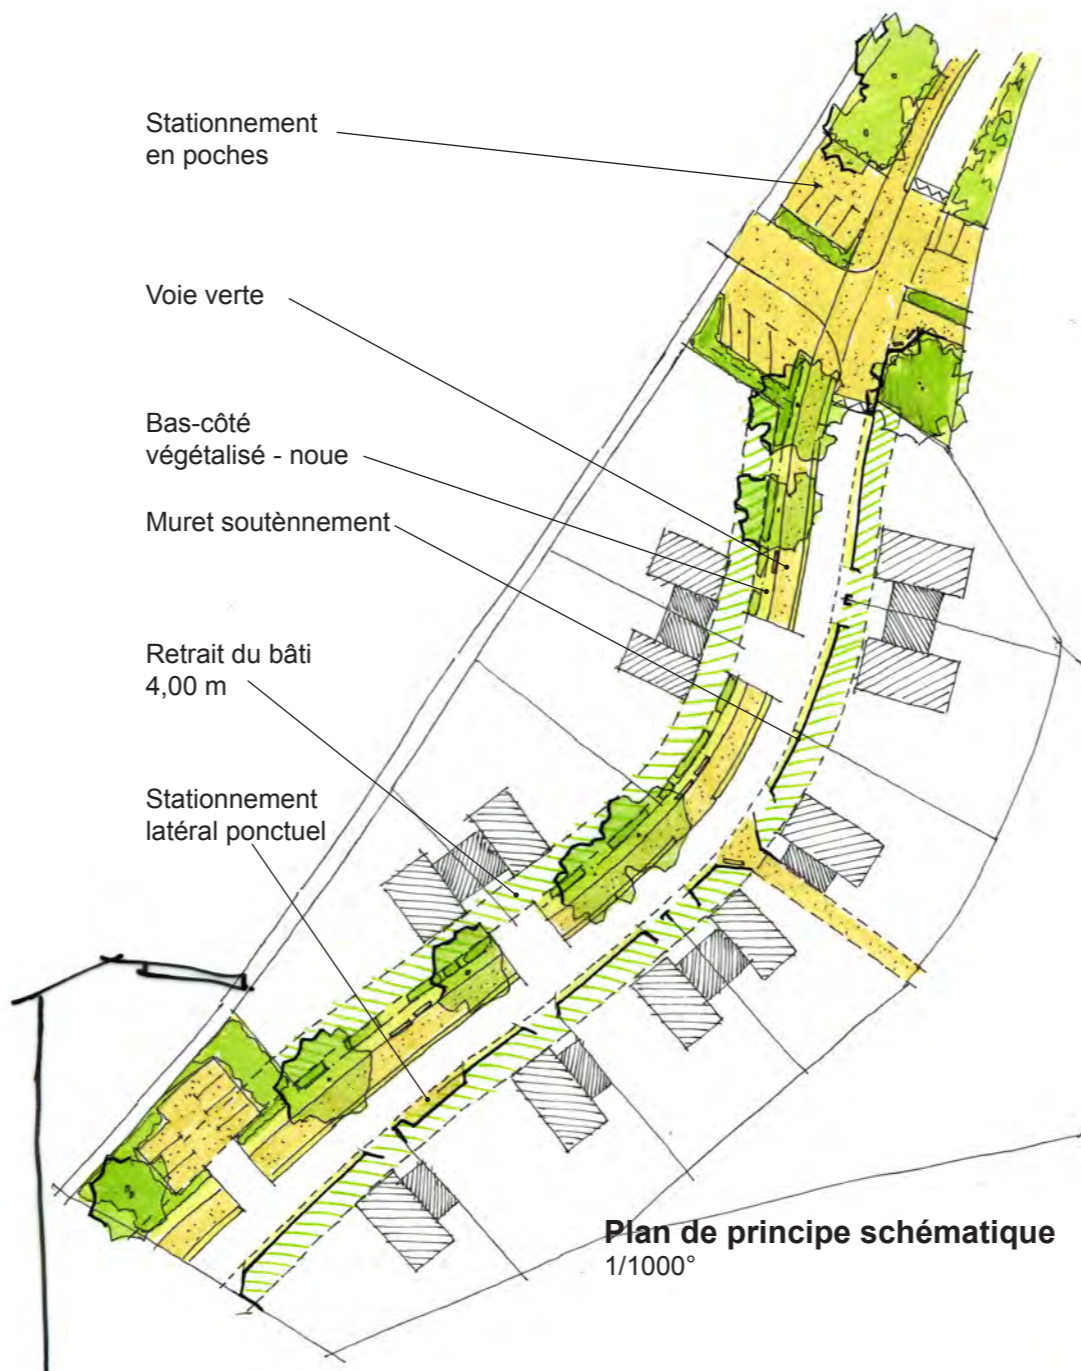 Stationnement
en poches
Voie verte
Bas-côté
végétalisé - noue
Muret soutènnement
Retrait du bâti
4,00 m
Stationnement
latéral ponctuel
Plan de principe schématique
1/1000°